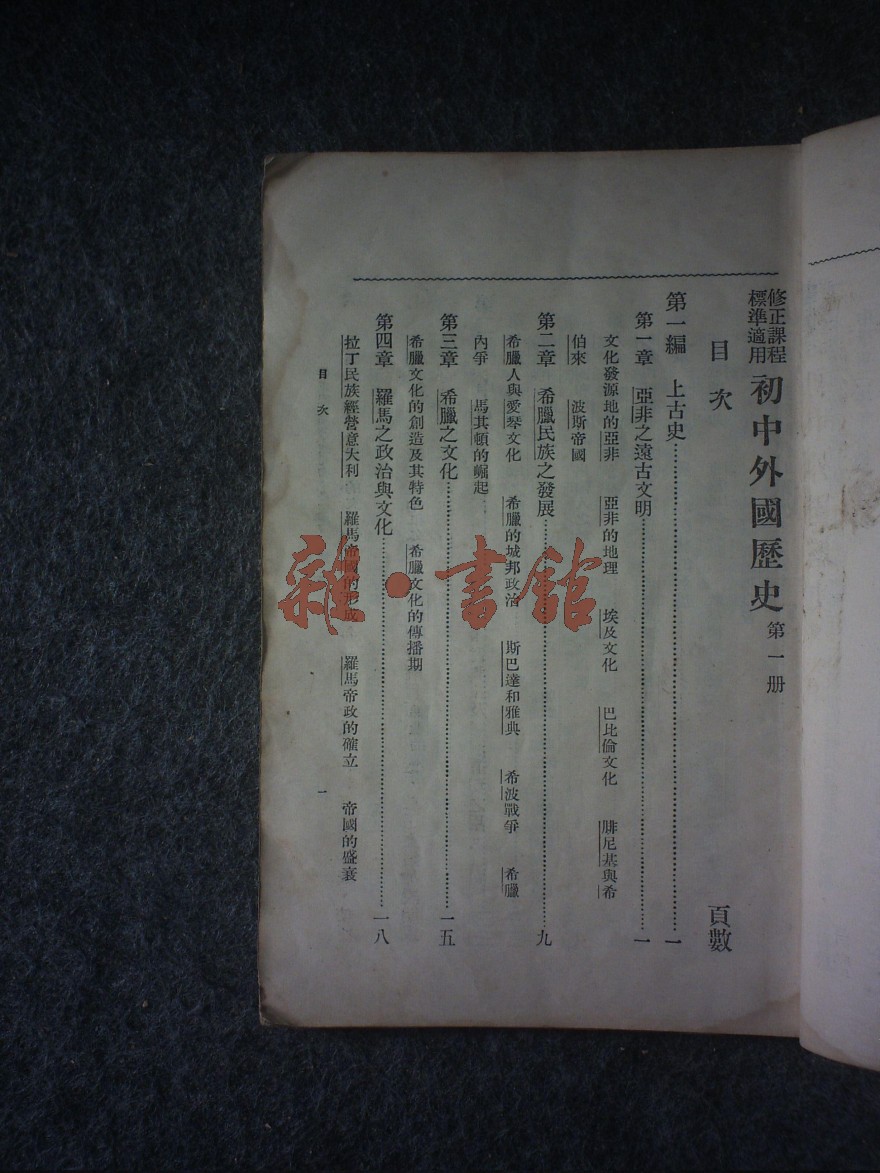 修正課程
標準適用
初中外國歷史 第一册
目次 頁數
第一編 上古史……一
第一章 亞非之遠古文明……一
文化發源地的亞非 亞非的地理 埃及文化 巴比倫文化 腓尼基與希
伯來 波斯帝國
第二章 希臘民族之發展……九
希臘人與愛琴文化 希臘的城邦政治 斯巴達和雅典 希波戰爭 希臘
內爭 馬其頓的崛起
第三章 希臘之文化……一五
希臘文化的創造及其特色 希臘文化的傳播期
第四章 羅馬之政治與文化……一八
拉丁民族經營意大利 羅馬帝國的形成 羅馬帝政的確立 帝國的盛衰
目次 一
雜·書館